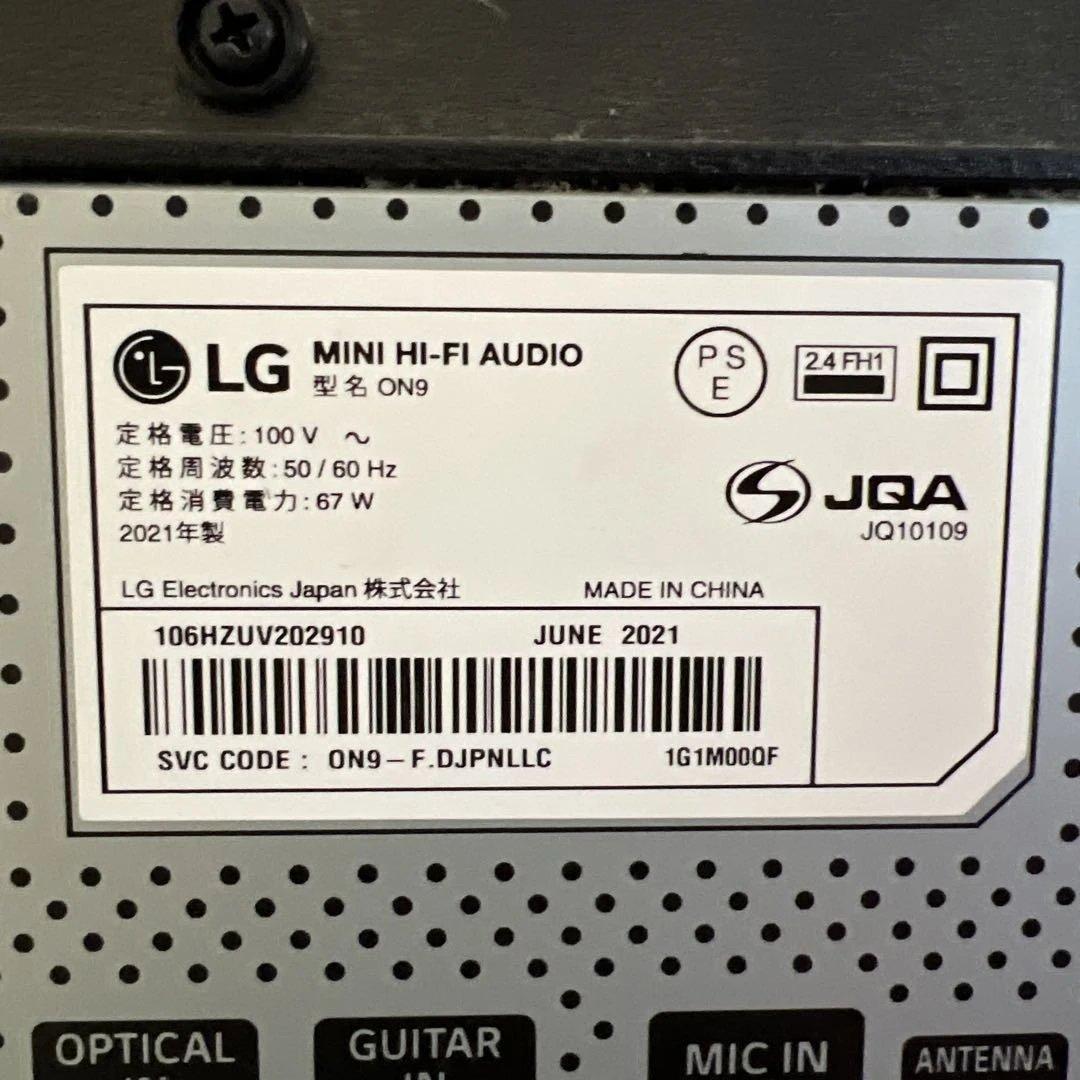 LG MINI HI-FI AUDIO
型名 ON9
PS
E
2.4 FH1
定格電圧: 100 V ～
定格周波数: 50 / 60 Hz
定格消費電力: 67 W
2021年製
JQA
JQ10109
LG Electronics Japan 株式会社 MADE IN CHINA
106HZUV202910 JUNE 2021
SVC CODE : ON9-F.DJPNLLC 1G1M00QF
OPTICAL
GUITAR
MIC IN
ANTENNA